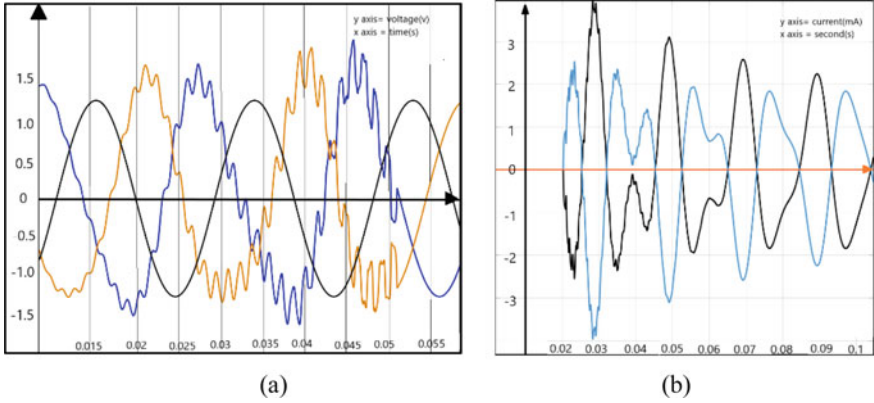 y axis= voltage(v)
x axis = time(s)
1.5
1.0
0.5
0
-0.5
-1.0
-1.5
0.015 0.02 0.025 0.03 0.035 0.04 0.045 0.05 0.055
(a)
y axis= current(mA)
x axis = second(s)
3
2
1
0
-1
-2
-3
0.02 0.03 0.04 0.05 0.06 0.07 0.08 0.09 0.1
(b)